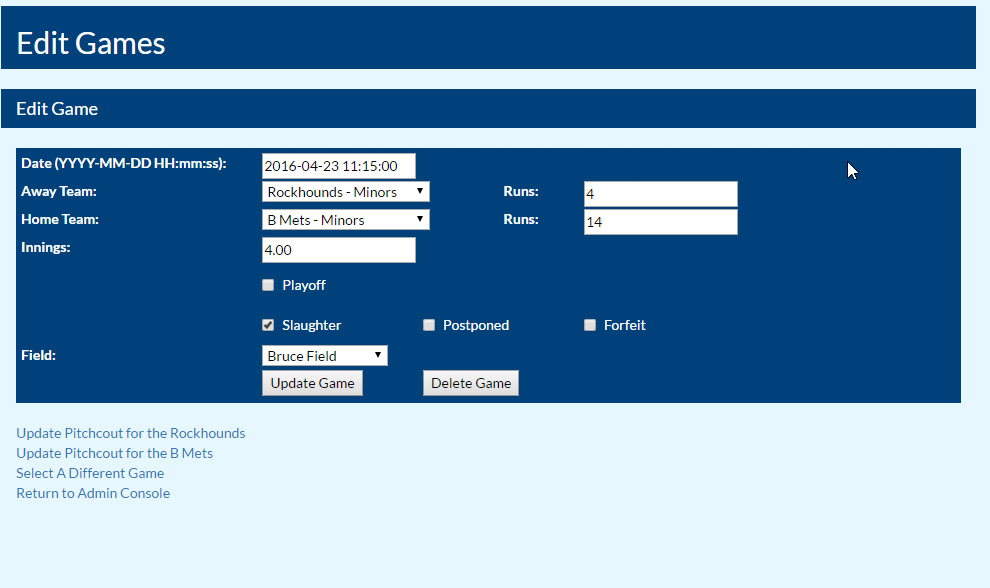 Edit Games
Edit Game
Date (YYYY-MM-DD HH:mm:ss): 2016-04-23 11:15:00
Away Team: Rockhounds - Minors Runs: 4
Home Team: B Mets - Minors Runs: 14
Innings: 4.00
Playoff
Slaughter Postponed Forfeit
Field: Bruce Field
Update Game Delete Game
Update Pitchcout for the Rockhounds
Update Pitchcout for the B Mets
Select A Different Game
Return to Admin Console